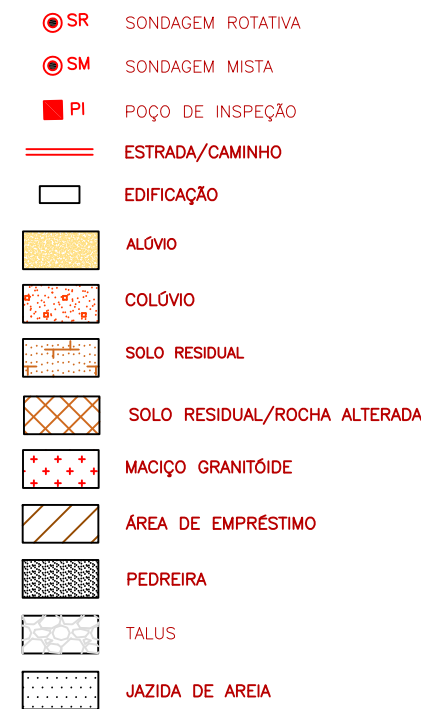 SR SONDAGEM ROTATIVA
SM SONDAGEM MISTA
PI POÇO DE INSPEÇÃO
ESTRADA/CAMINHO
EDIFICAÇÃO
ALÚVIO
COLÚVIO
SOLO RESIDUAL
SOLO RESIDUAL/ROCHA ALTERADA
MACIÇO GRANITÓIDE
ÁREA DE EMPRÉSTIMO
PEDREIRA
TALUS
JAZIDA DE AREIA